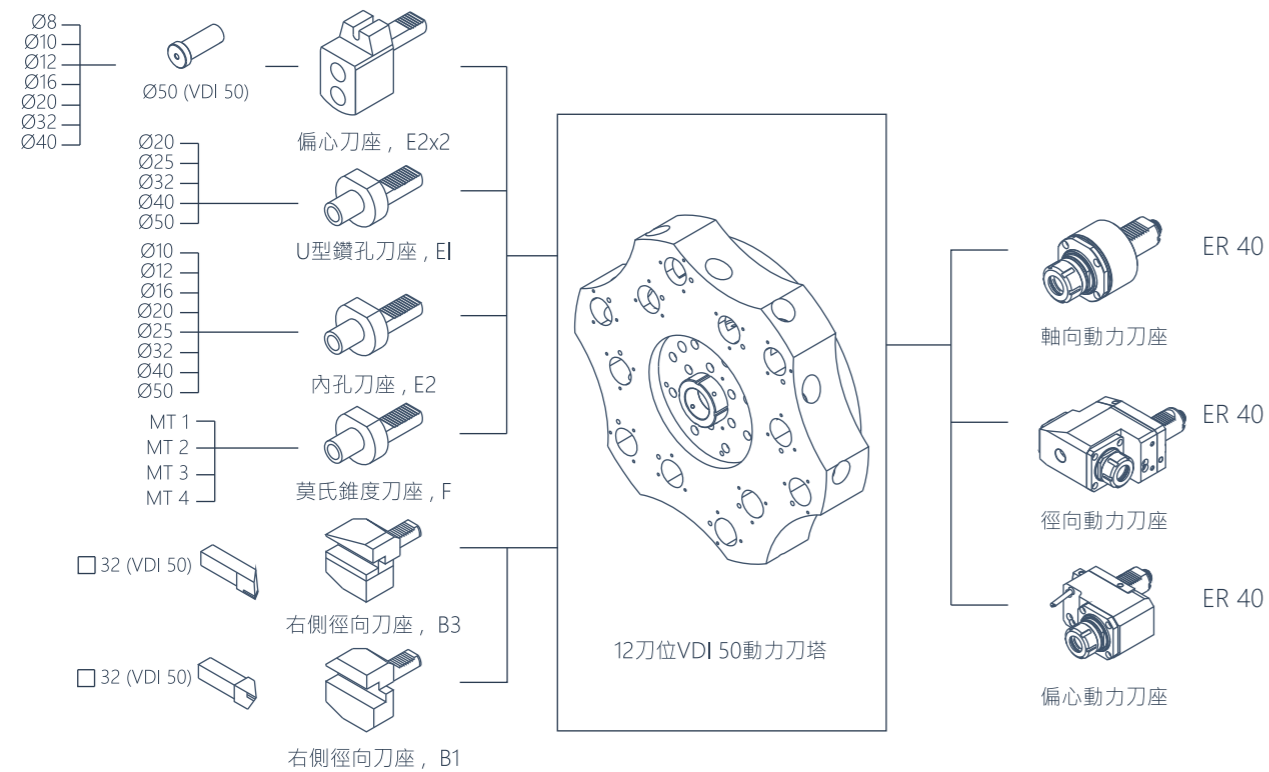 Ø8
Ø10
Ø12
Ø16
Ø20
Ø32
Ø40
Ø50 (VDI 50)
偏心刀座 , E2x2
Ø20
Ø25
Ø32
Ø40
Ø50
U型鑽孔刀座 , E1
Ø10
Ø12
Ø16
Ø20
Ø25
Ø32
Ø40
Ø50
內孔刀座 , E2
MT 1
MT 2
MT 3
MT 4
莫氏錐度刀座 , F
32 (VDI 50)
右側徑向刀座 , B3
32 (VDI 50)
右側徑向刀座 , B1
12刀位VDI 50動力刀塔
ER 40
軸向動力刀座
ER 40
徑向動力刀座
ER 40
偏心動力刀座